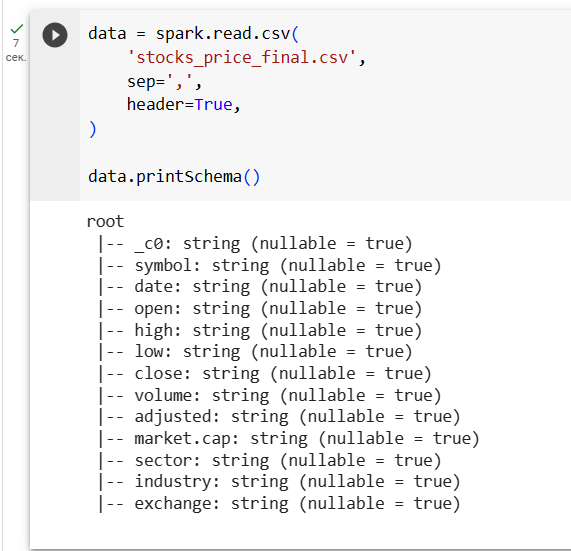 7
сек.
data = spark.read.csv(
    'stocks_price_final.csv',
    sep=',',
    header=True,
)
data.printSchema()
root
 |-- _c0: string (nullable = true)
 |-- symbol: string (nullable = true)
 |-- date: string (nullable = true)
 |-- open: string (nullable = true)
 |-- high: string (nullable = true)
 |-- low: string (nullable = true)
 |-- close: string (nullable = true)
 |-- volume: string (nullable = true)
 |-- adjusted: string (nullable = true)
 |-- market.cap: string (nullable = true)
 |-- sector: string (nullable = true)
 |-- industry: string (nullable = true)
 |-- exchange: string (nullable = true)